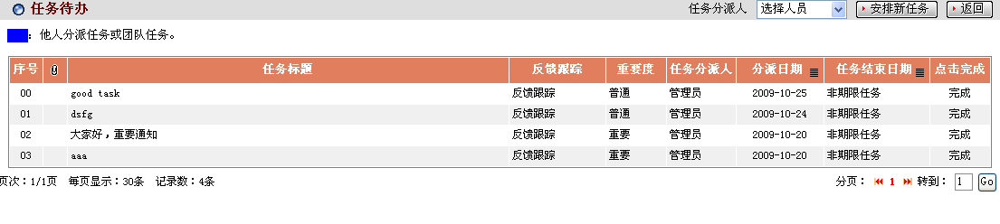 任务待办 任务分派人 选择人员 安排新任务 返回
：他人分派任务或团队任务。
序号 任务标题 反馈跟踪 重要度 任务分派人 分派日期 任务结束日期 点击完成
00 good task 反馈跟踪 普通 管理员 2009-10-25 非期限任务 完成
01 dsfg 反馈跟踪 普通 管理员 2009-10-24 非期限任务 完成
02 大家好，重要通知 反馈跟踪 重要 管理员 2009-10-20 非期限任务 完成
03 aaa 反馈跟踪 重要 管理员 2009-10-20 非期限任务 完成
页次：1/1页 每页显示：30条 记录数：4条 分页： 1 转到： 1 Go